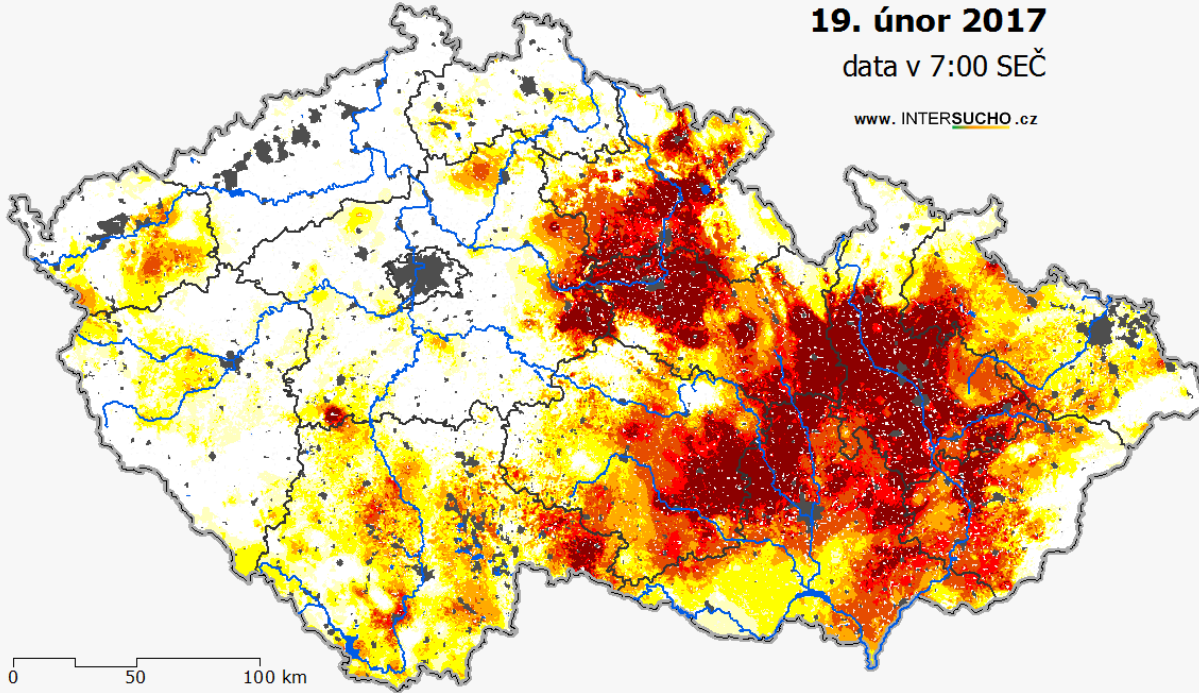 19. únor 2017
data v 7:00 SEČ
www. INTERSUCHO .cz
0 50 100 km